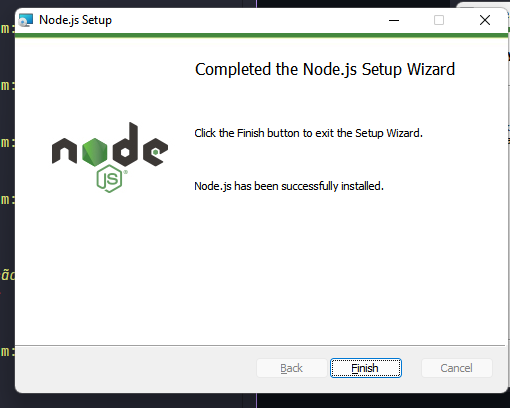 Node.js Setup
Completed the Node.js Setup Wizard
Click the Finish button to exit the Setup Wizard.
node
JS
Node.js has been successfully installed.
Back
Finish
Cancel
m:
m:
m:
m:
ão
m: